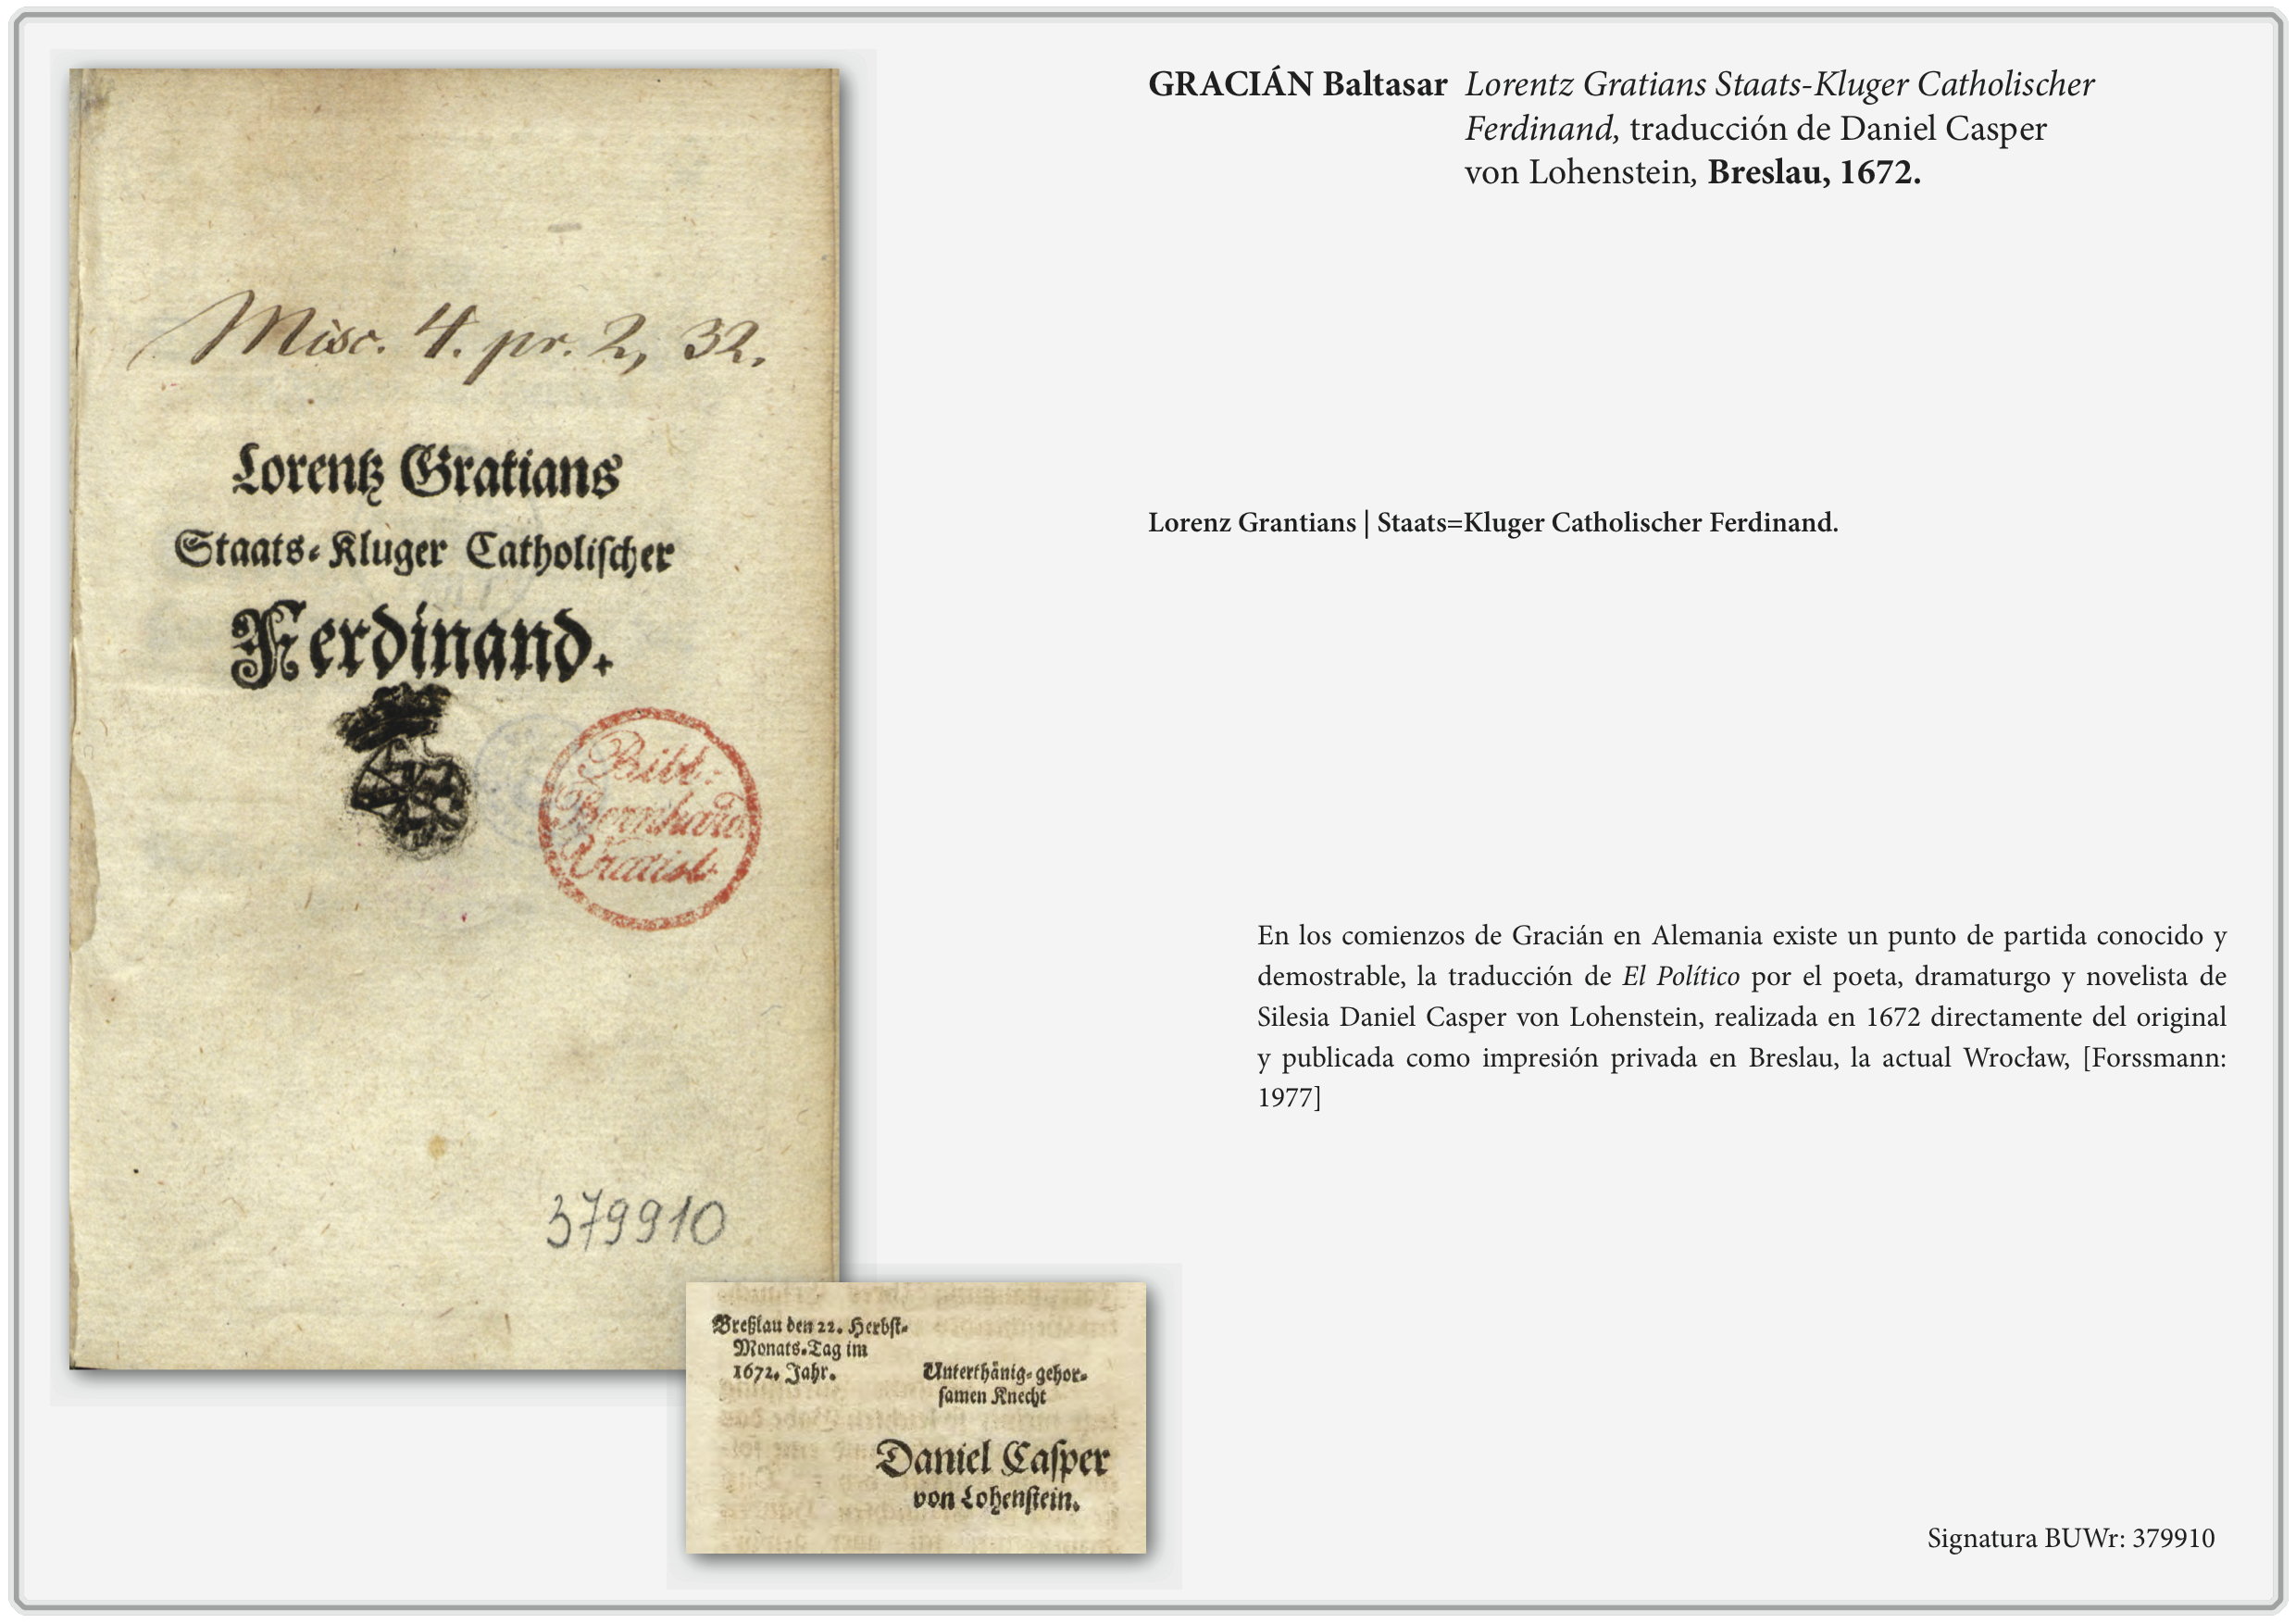 GRACIÁN Baltasar Lorentz Gratians Staats-Kluger Catholischer
Ferdinand, traducción de Daniel Casper
von Lohenstein, Breslau, 1672.
Misc. 4. pr. 2, 32.
Lorentz Gratians
Staats-Kluger Catholischer
Ferdinand.
Bibl:
Bernhard.
Vratisl.
379910
Breßlau den 22. Herbst-
Monats-Tag im
1672. Jahr.
Unterthänig-gehor-
samen Knecht
Daniel Casper
von Lohenstein.
Lorenz Grantians | Staats=Kluger Catholischer Ferdinand.
En los comienzos de Gracián en Alemania existe un punto de partida conocido y
demostrable, la traducción de El Político por el poeta, dramaturgo y novelista de
Silesia Daniel Casper von Lohenstein, realizada en 1672 directamente del original
y publicada como impresión privada en Breslau, la actual Wrocław, [Forssmann:
1977]
Signatura BUWr: 379910